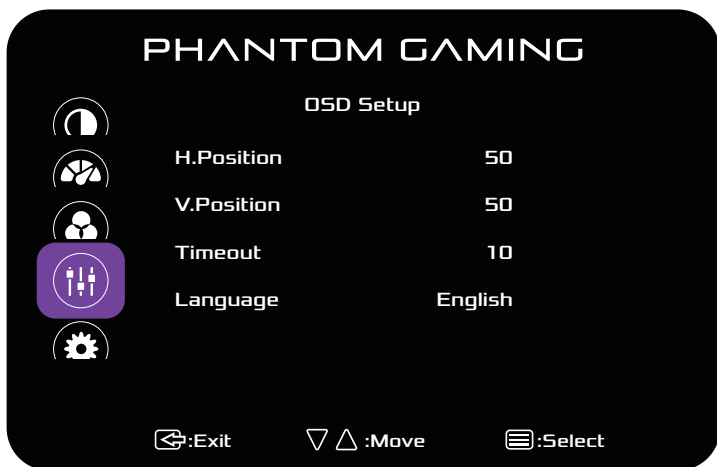 PHANTOM GAMING
OSD Setup
H.Position 50
V.Position 50
Timeout 10
Language English
:Exit :Move :Select